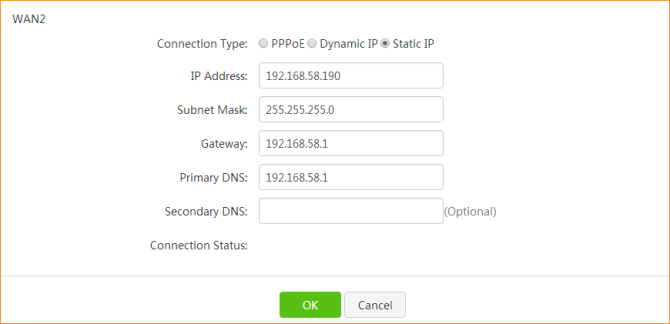 WAN2
Connection Type: PPPoE Dynamic IP Static IP
IP Address: 192.168.58.190
Subnet Mask: 255.255.255.0
Gateway: 192.168.58.1
Primary DNS: 192.168.58.1
Secondary DNS: (Optional)
Connection Status:
OK Cancel